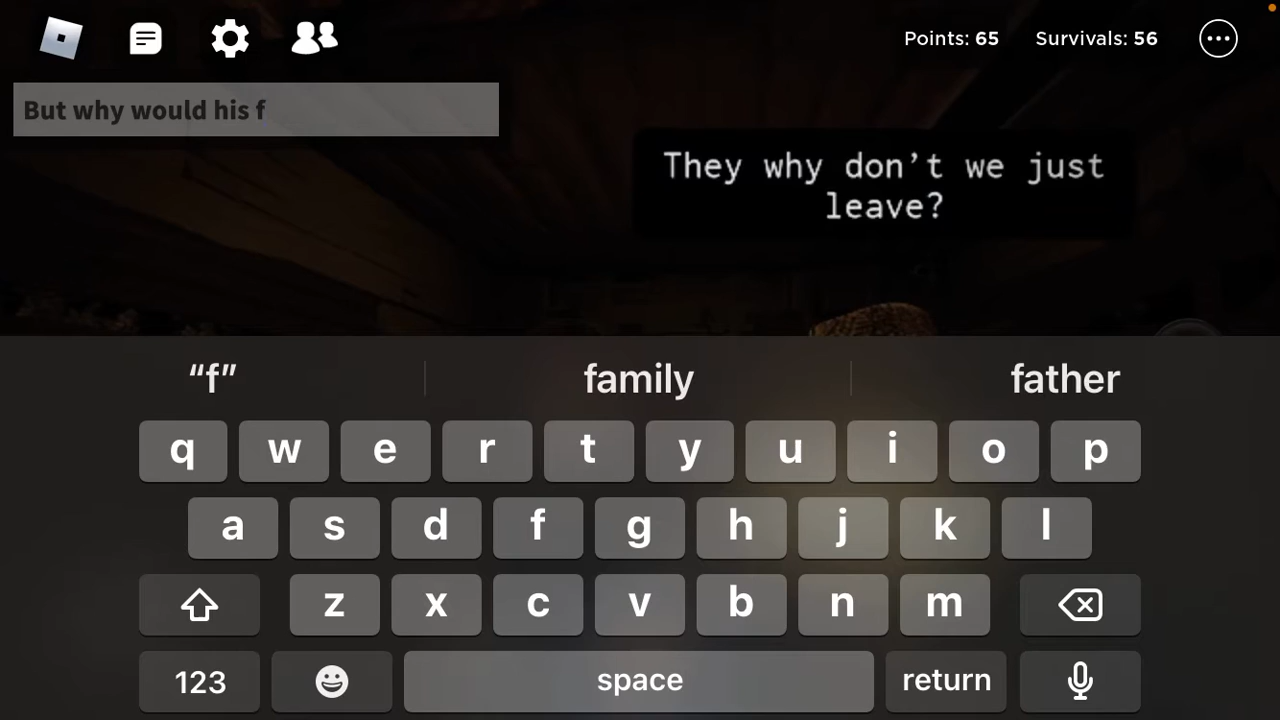 Points: 65 Survivals: 56
But why would his f
They why don't we just
leave?
“f” family father
q w e r t y u i o p
a s d f g h j k l
z x c v b n m
123 space return